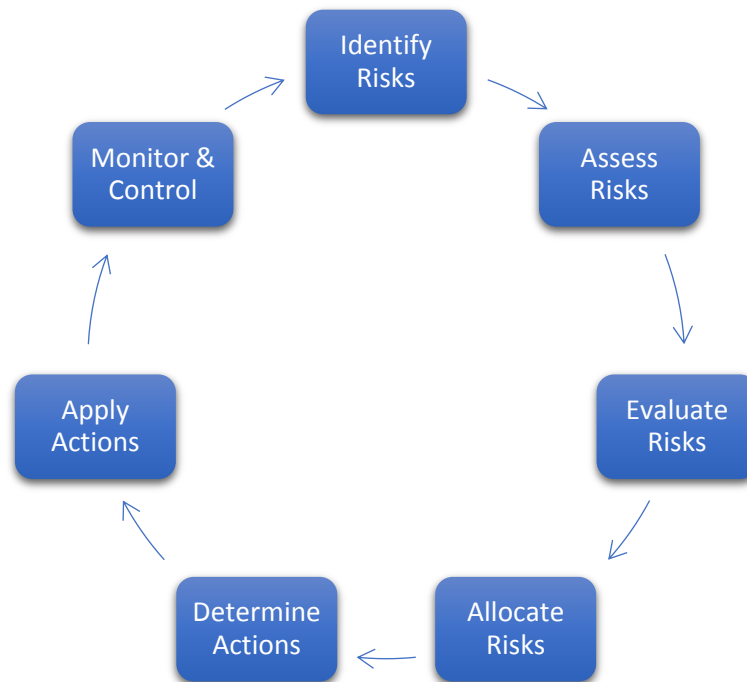 Identify
Risks
Assess
Risks
Evaluate
Risks
Allocate
Risks
Determine
Actions
Apply
Actions
Monitor &
Control